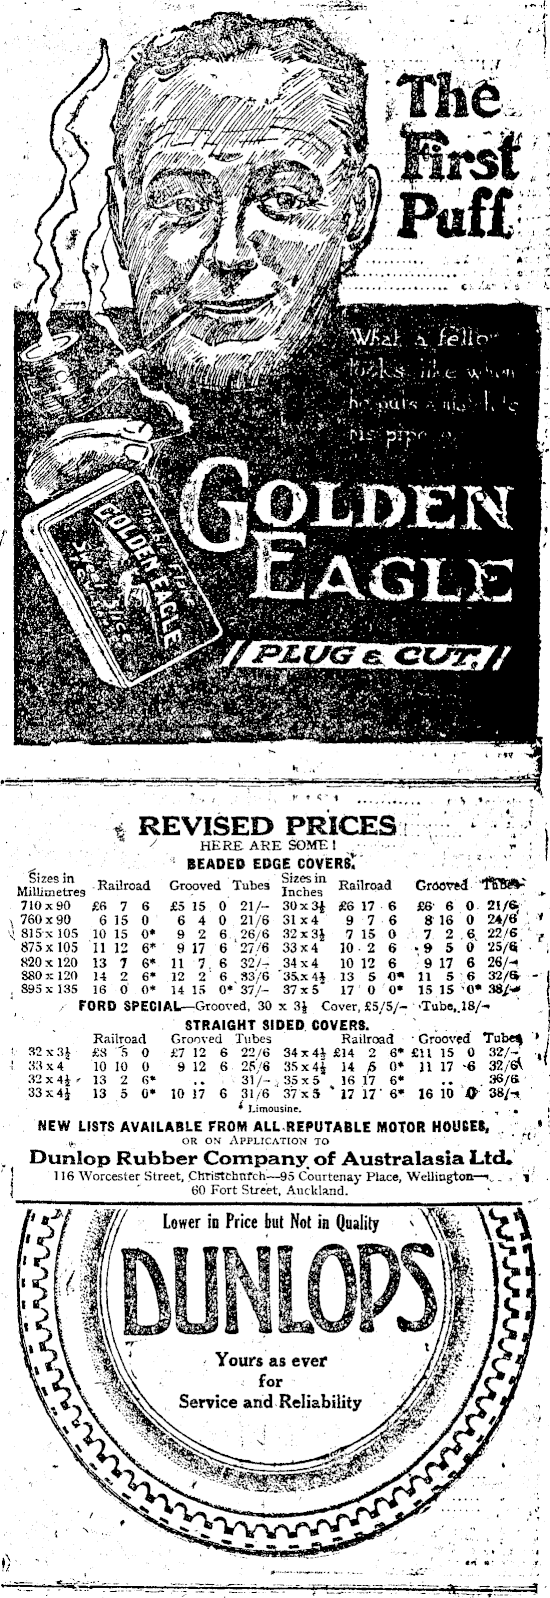 The
First
Puff
What a
looks like when
he puts a
his pipe
DUKE OF THE
GOLDEN EAGLE
GOLDEN
EAGLE
PLUG & CUT.
REVISED PRICES
HERE ARE SOME!
BEADED EDGE COVERS.
Sizes in Millimetres Railroad Grooved Tubes Sizes in Inches Railroad Grooved Tubes
710 x 90 £6 7 6 £5 15 0 21/- 30 x 3½ £6 17 6 £6 6 0 21/6
760 x 90 6 15 0 6 4 0 21/6 31 x 4 9 7 6 8 16 0 24/6
815 x 105 10 15 0* 9 2 6 26/6 32 x 3½ 7 15 0 7 2 6 22/6
875 x 105 11 12 6* 9 17 6 27/6 33 x 4 10 2 6 9 5 0 25/6
820 x 120 13 7 6* 11 7 6 32/- 34 x 4 10 12 6 9 17 6 26/-
880 x 120 14 2 6* 12 2 6 33/6 35 x 4½ 13 5 0* 11 5 6 32/6
895 x 135 16 0 0* 14 15 0* 37/- 37 x 5 17 0 0* 15 15 0* 38/-
FORD SPECIAL—Grooved, 30 x 3½ Cover, £5/5/- Tube, 18/-
STRAIGHT SIDED COVERS.
Railroad Grooved Tubes Railroad Grooved Tubes
32 x 3½ £8 5 0 £7 12 6 22/6 34 x 4½ £14 2 6* £11 15 0 32/-
33 x 4 10 10 0 9 12 6 25/6 35 x 4½ 14 5 0* 11 17 6 32/6
32 x 4½ 13 2 6* .. 31/- 35 x 5 16 17 6* .. 36/6
33 x 4½ 13 5 0* 10 17 6 31/6 37 x 5 17 17 6* 16 10 0 38/-
* Limousine.
NEW LISTS AVAILABLE FROM ALL REPUTABLE MOTOR HOUSES,
OR ON APPLICATION TO
Dunlop Rubber Company of Australasia Ltd.
116 Worcester Street, Christchurch—95 Courtenay Place, Wellington—
60 Fort Street, Auckland.
Lower in Price but Not in Quality
DUNLOPS
Yours as ever
for
Service and Reliability